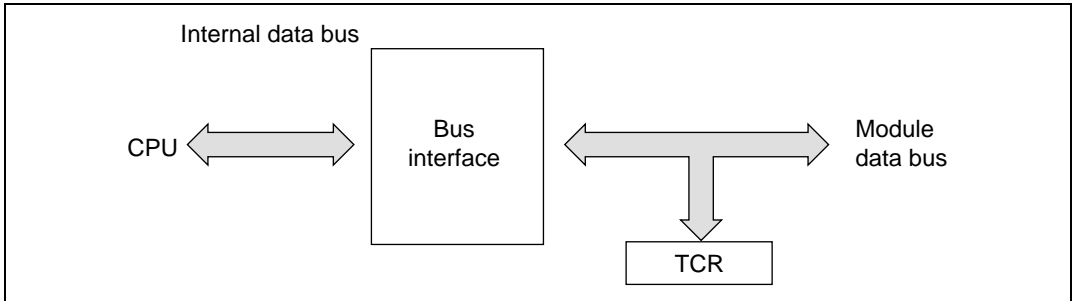 Internal data bus
CPU
Bus
interface
Module
data bus
TCR